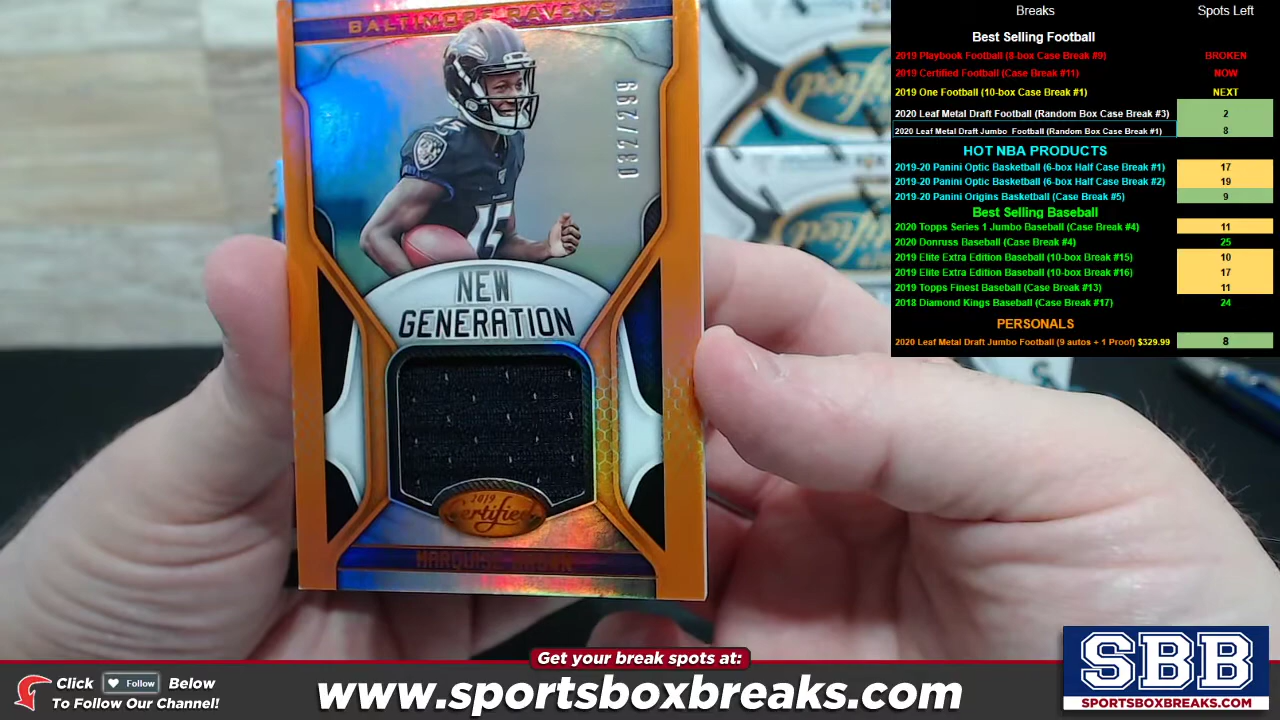 BALTIMORE RAVENS
032/299
15
NEW
GENERATION
2019
Certified
MARQUISE BROWN
Breaks Spots Left
Best Selling Football
2019 Playbook Football (8-box Case Break #9) BROKEN
2019 Certified Football (Case Break #11) NOW
2019 One Football (10-box Case Break #1) NEXT
2020 Leaf Metal Draft Football (Random Box Case Break #3) 2
2020 Leaf Metal Draft Jumbo Football (Random Box Case Break #1) 8
HOT NBA PRODUCTS
2019-20 Panini Optic Basketball (6-box Half Case Break #1) 17
2019-20 Panini Optic Basketball (6-box Half Case Break #2) 19
2019-20 Panini Origins Basketball (Case Break #5) 9
Best Selling Baseball
2020 Topps Series 1 Jumbo Baseball (Case Break #4) 11
2020 Donruss Baseball (Case Break #4) 25
2019 Elite Extra Edition Baseball (10-box Break #15) 10
2019 Elite Extra Edition Baseball (10-box Break #16) 17
2019 Topps Finest Baseball (Case Break #13) 11
2018 Diamond Kings Baseball (Case Break #17) 24
PERSONALS
2020 Leaf Metal Draft Jumbo Football (9 autos + 1 Proof) $329.99 8
Get your break spots at:
Click Follow Below
To Follow Our Channel!
www.sportsboxbreaks.com
SBB
SPORTSBOXBREAKS.COM